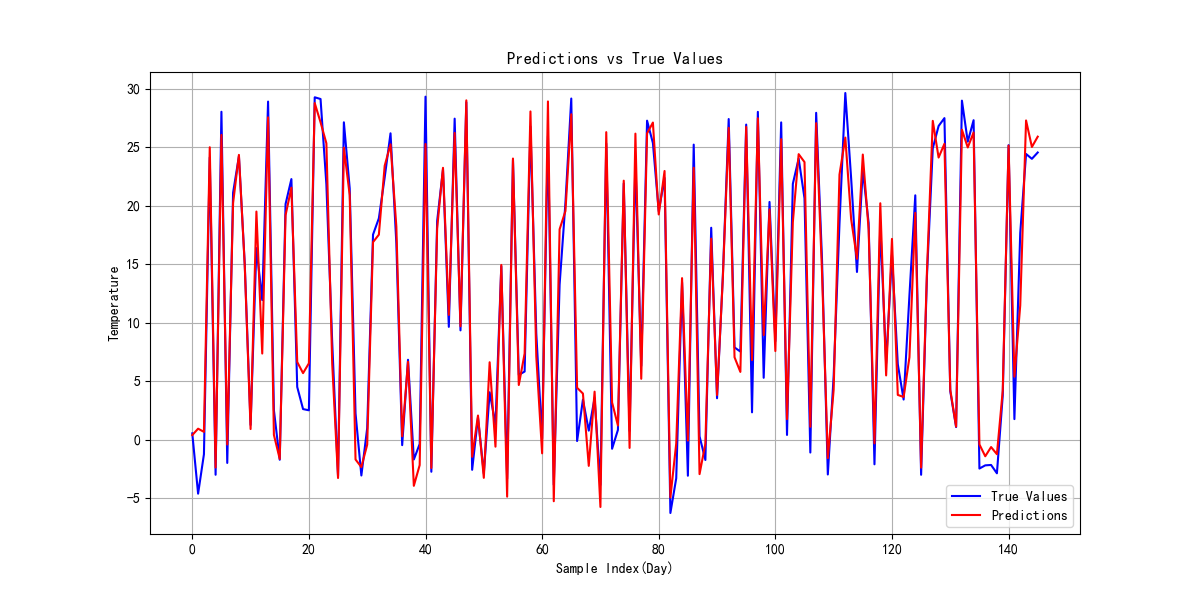 Predictions vs True Values
Temperature
30
25
20
15
10
5
0
−5
0 20 40 60 80 100 120 140
Sample Index(Day)
True Values
Predictions